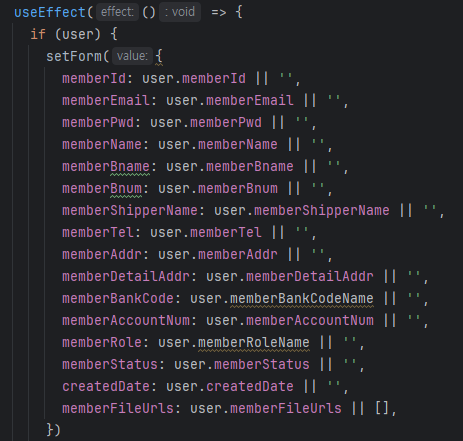 useEffect( effect: () : void => {
if (user) {
setForm( value: {
memberId: user.memberId || '',
memberEmail: user.memberEmail || '',
memberPwd: user.memberPwd || '',
memberName: user.memberName || '',
memberBname: user.memberBname || '',
memberBnum: user.memberBnum || '',
memberShipperName: user.memberShipperName || '',
memberTel: user.memberTel || '',
memberAddr: user.memberAddr || '',
memberDetailAddr: user.memberDetailAddr || '',
memberBankCode: user.memberBankCodeName || '',
memberAccountNum: user.memberAccountNum || '',
memberRole: user.memberRoleName || '',
memberStatus: user.memberStatus || '',
createdDate: user.createdDate || '',
memberFileUrls: user.memberFileUrls || [],
})